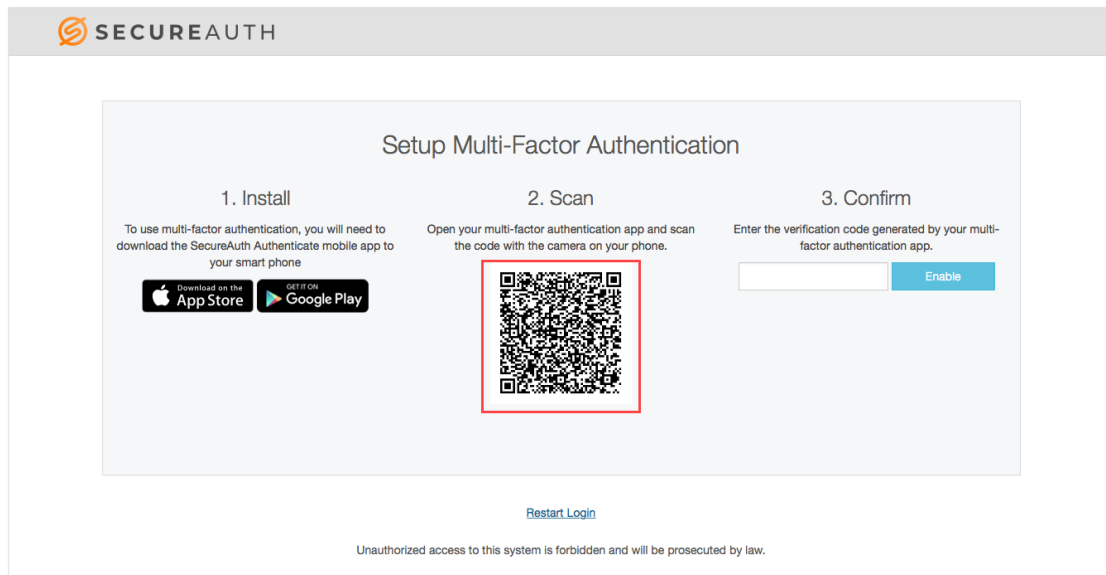 SECUREAUTH
Setup Multi-Factor Authentication
1. Install
To use multi-factor authentication, you will need to
download the SecureAuth Authenticate mobile app to
your smart phone
Download on the
App Store
GET IT ON
Google Play
2. Scan
Open your multi-factor authentication app and scan
the code with the camera on your phone.
3. Confirm
Enter the verification code generated by your multi-
factor authentication app.
Enable
Restart Login
Unauthorized access to this system is forbidden and will be prosecuted by law.